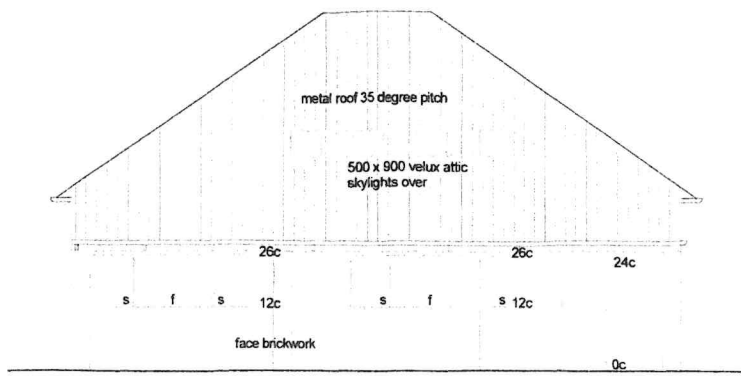 metal roof 35 degree pitch
500 x 900 velux attic
skylights over
26c
26c
24c
s f s 12c
s f s 12c
face brickwork
0c